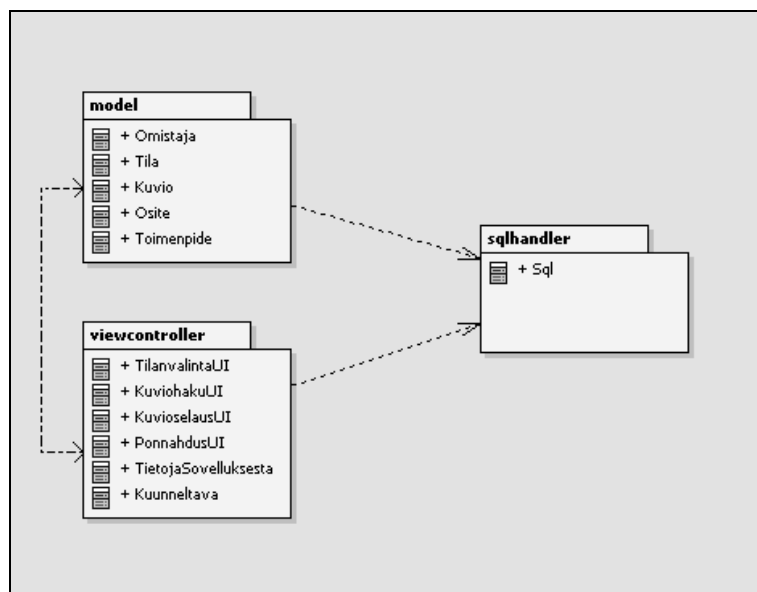 model
+ Omistaja
+ Tila
+ Kuvio
+ Osite
+ Toimenpide
sqlhandler
+ Sql
viewcontroller
+ TilanvalintaUI
+ KuviohakuUI
+ KuvioselausUI
+ PonnahdusUI
+ TietojaSovelluksesta
+ Kuunneltava